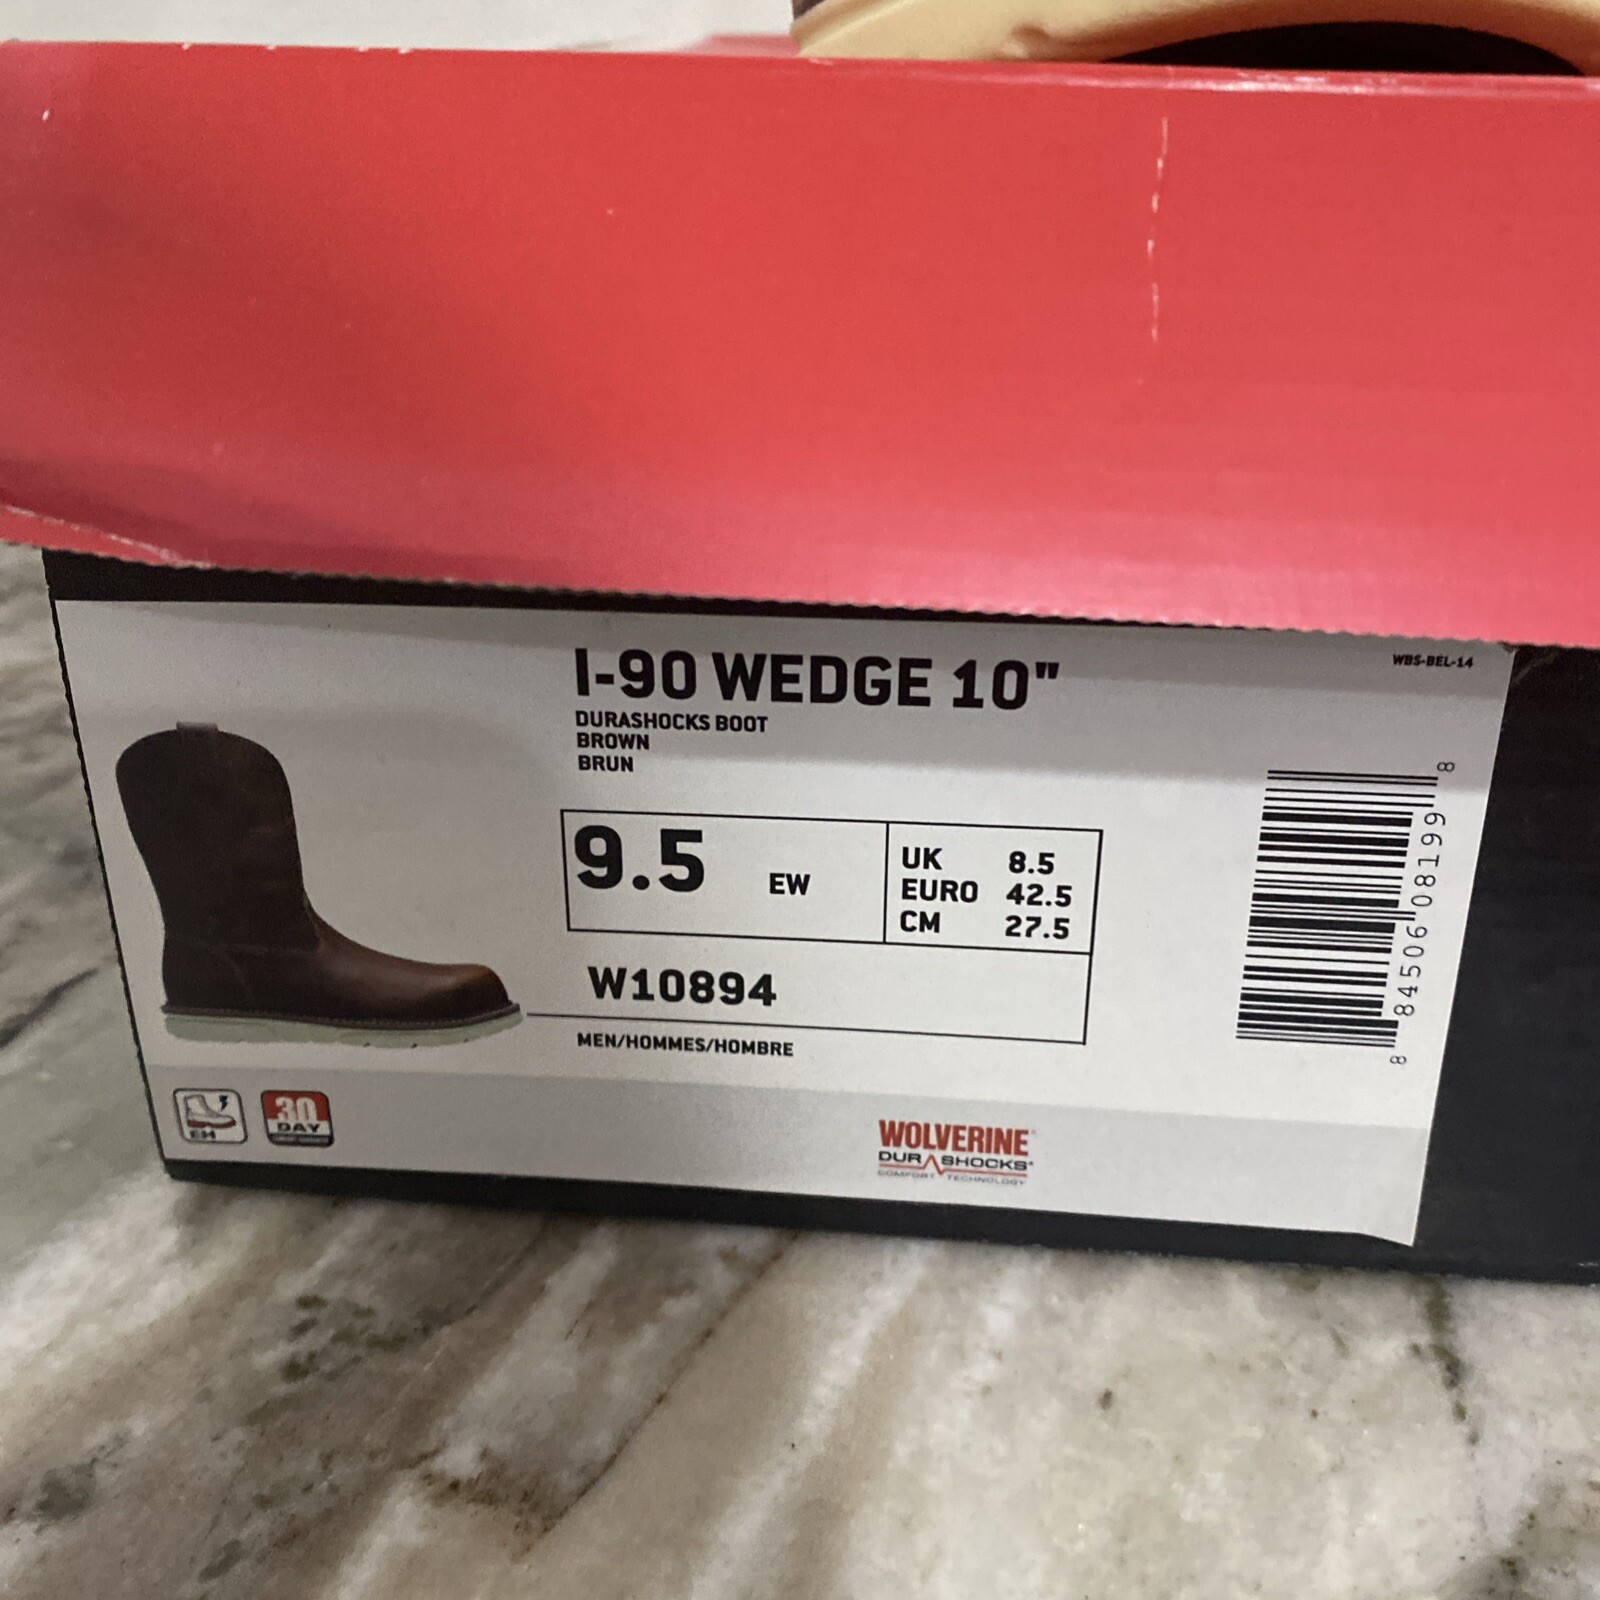 I-90 WEDGE 10"
WBS-BEL-14
DURASHOCKS BOOT
BROWN
BRUN
9.5 EW
UK 8.5
EURO 42.5
CM 27.5
W10894
MEN/HOMMES/HOMBRE
8 84506 08199 8
EH
30
DAY
WOLVERINE
DURASHOCKS
COMFORT TECHNOLOGY